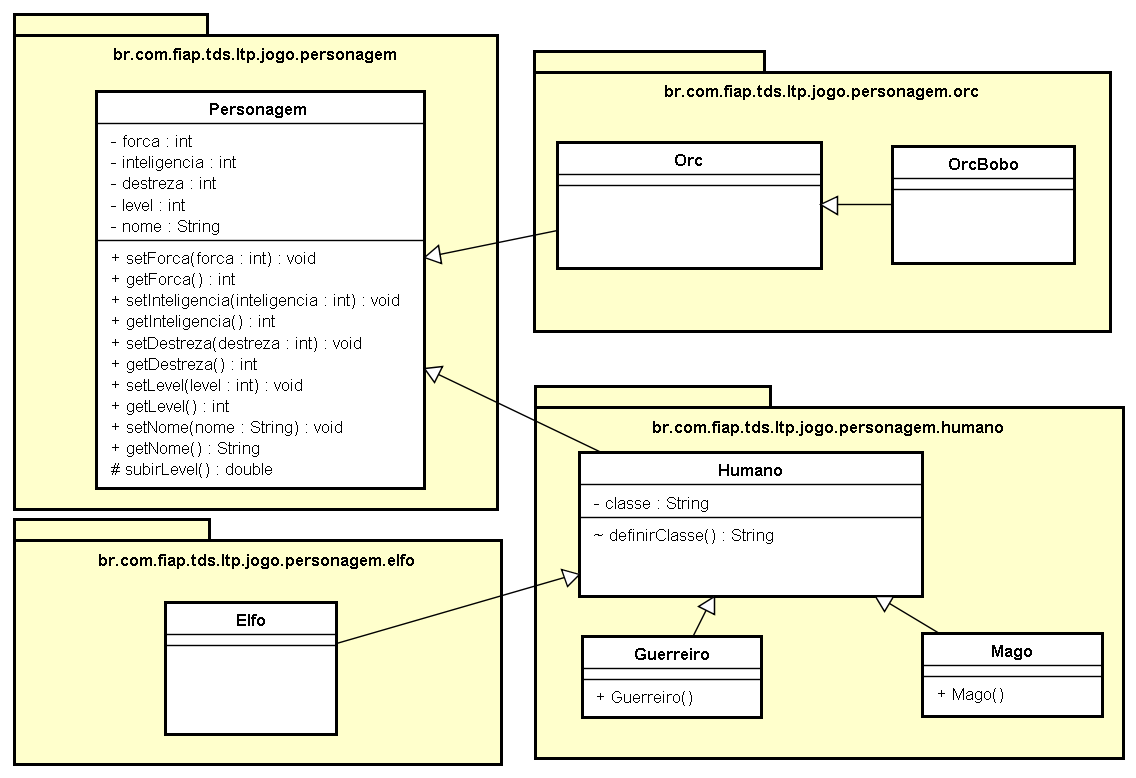 br.com.fiap.tds.ltp.jogo.personagem
Personagem
- forca : int
- inteligencia : int
- destreza : int
- level : int
- nome : String
+ setForca(forca : int) : void
+ getForca() : int
+ setInteligencia(inteligencia : int) : void
+ getInteligencia() : int
+ setDestreza(destreza : int) : void
+ getDestreza() : int
+ setLevel(level : int) : void
+ getLevel() : int
+ setNome(nome : String) : void
+ getNome() : String
# subirLevel() : double
br.com.fiap.tds.ltp.jogo.personagem.orc
Orc
OrcBobo
br.com.fiap.tds.ltp.jogo.personagem.elfo
Elfo
br.com.fiap.tds.ltp.jogo.personagem.humano
Humano
- classe : String
~ definirClasse() : String
Guerreiro
+ Guerreiro()
Mago
+ Mago()